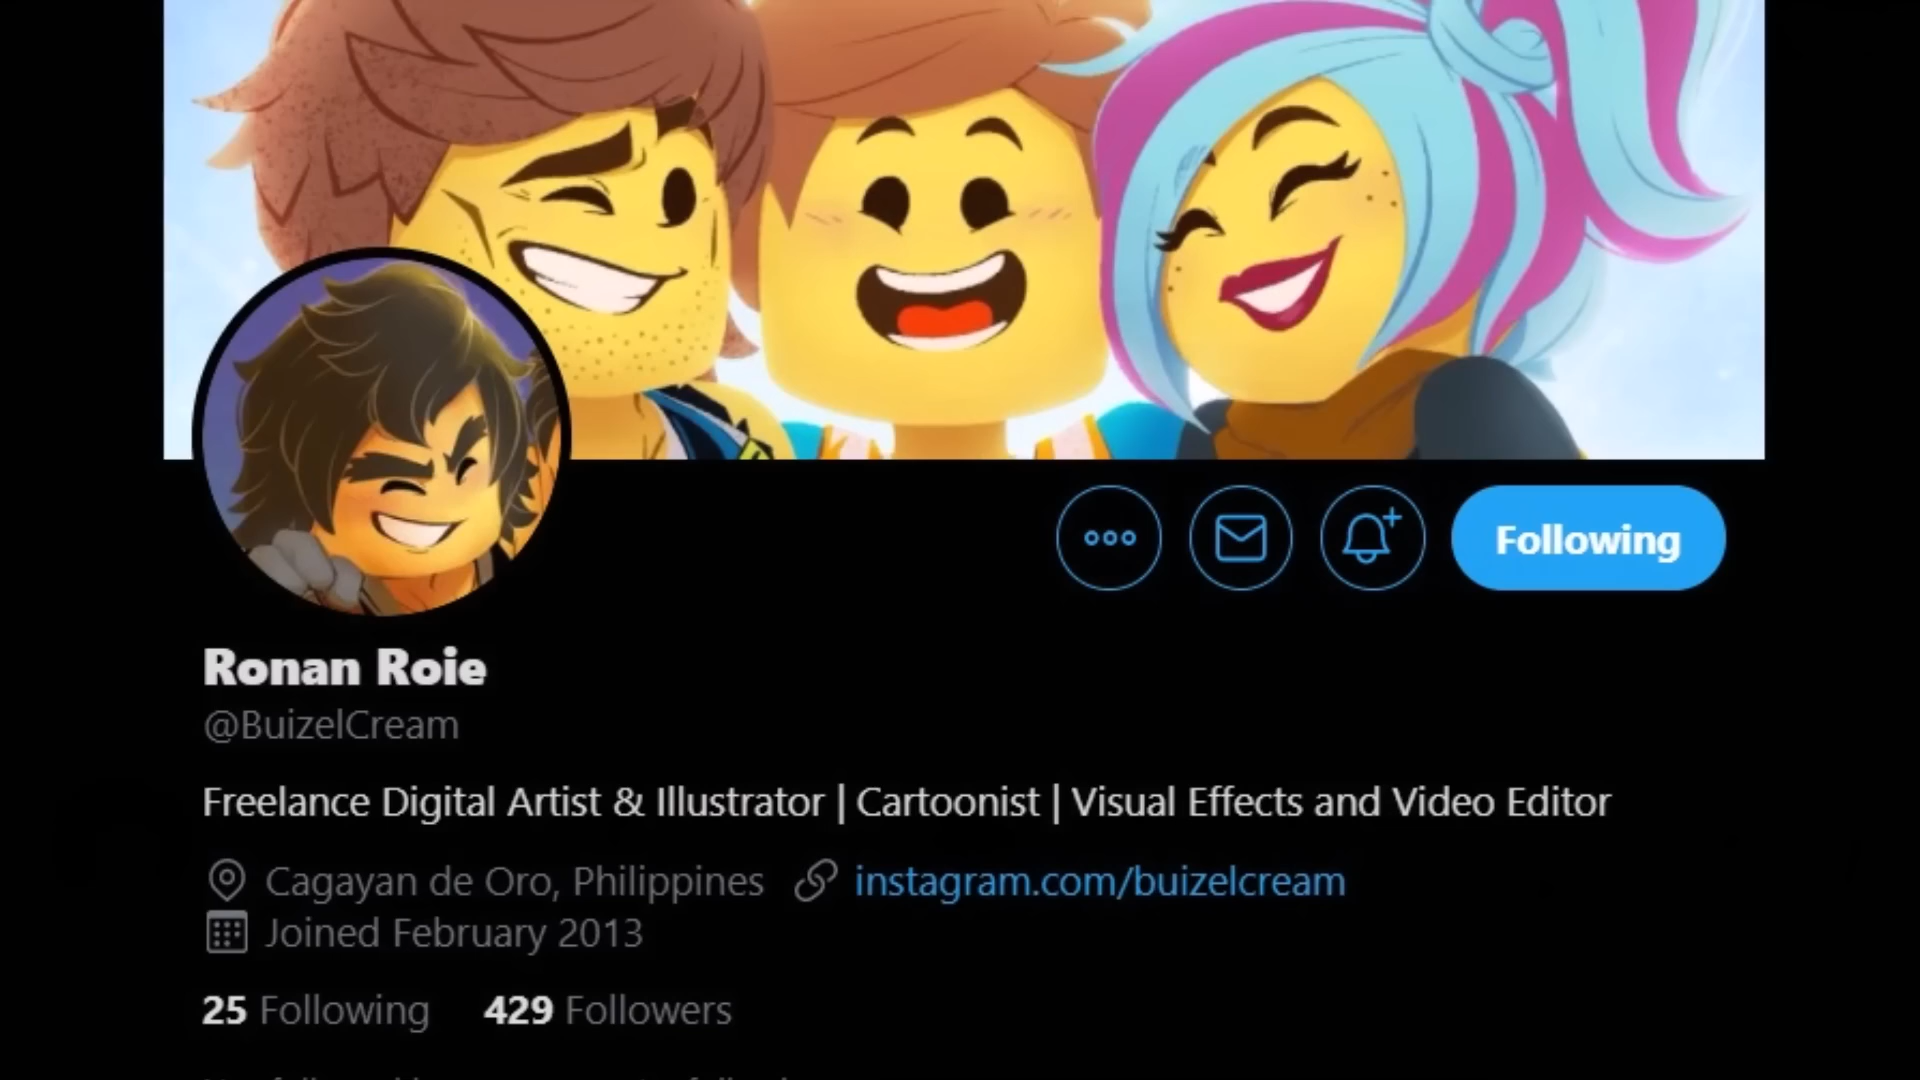 Following
Ronan Roie
@BuizelCream
Freelance Digital Artist & Illustrator | Cartoonist | Visual Effects and Video Editor
Cagayan de Oro, Philippines instagram.com/buizelcream
Joined February 2013
25 Following 429 Followers